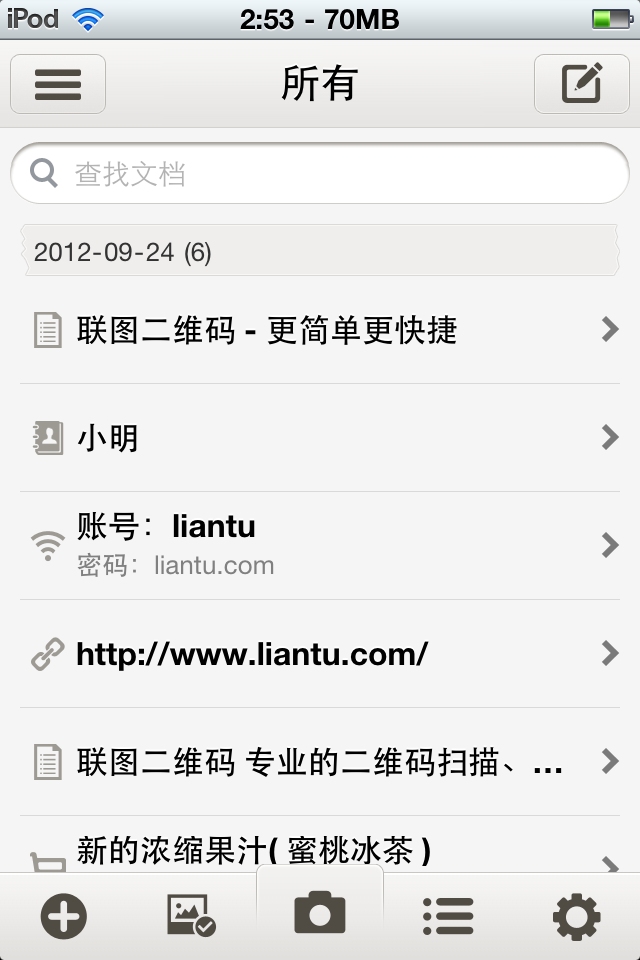 iPod 2:53 - 70MB
所有
查找文档
2012-09-24 (6)
联图二维码 - 更简单更快捷
小明
账号：liantu
密码：liantu.com
http://www.liantu.com/
联图二维码 专业的二维码扫描、...
新的浓缩果汁( 蜜桃冰茶 )